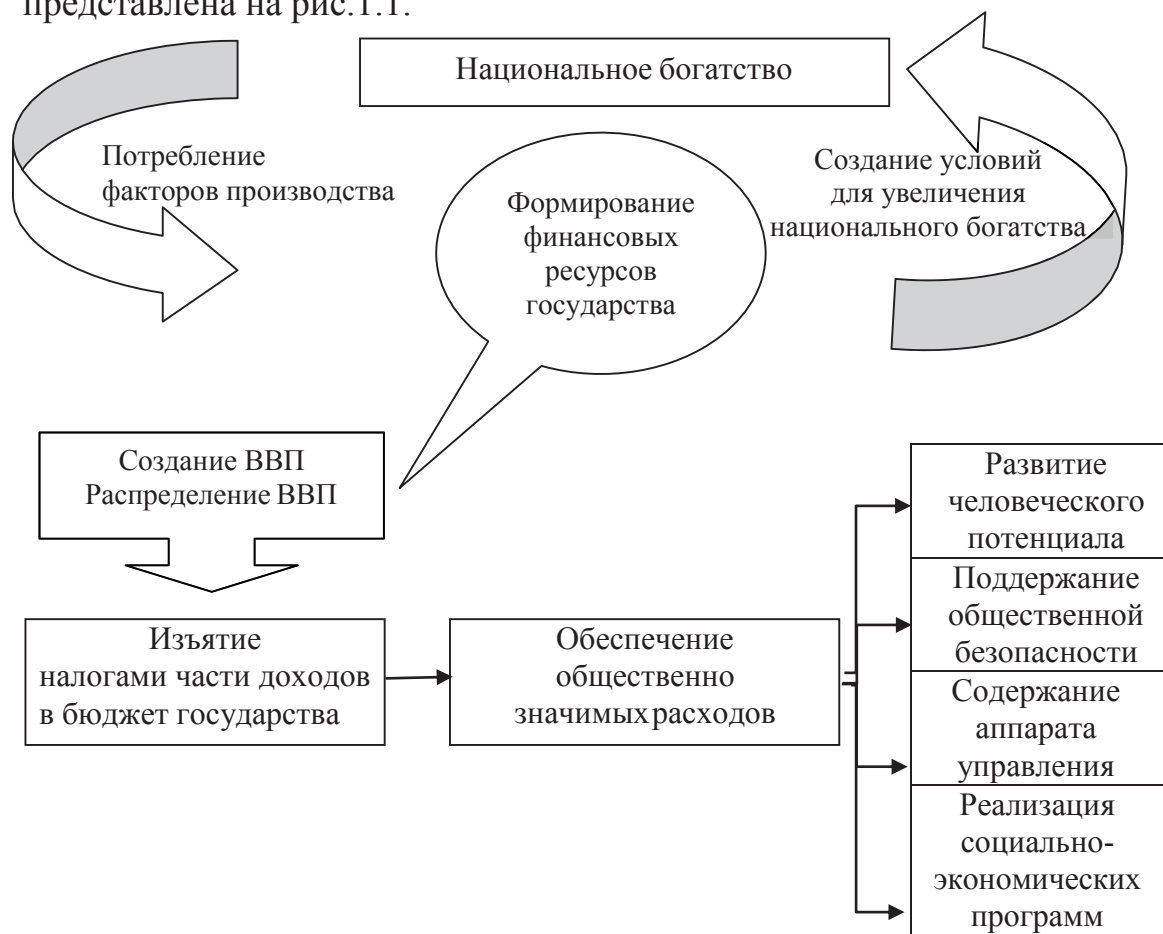 представлена на рис.1.1.
Национальное богатство
Потребление
факторов производства
Формирование
финансовых
ресурсов
государства
Создание условий
для увеличения
национального богатства
Создание ВВП
Распределение ВВП
Изъятие
налогами части доходов
в бюджет государства
Обеспечение
общественно
значимых расходов
Развитие
человеческого
потенциала
Поддержание
общественной
безопасности
Содержание
аппарата
управления
Реализация
социально-
экономических
программ